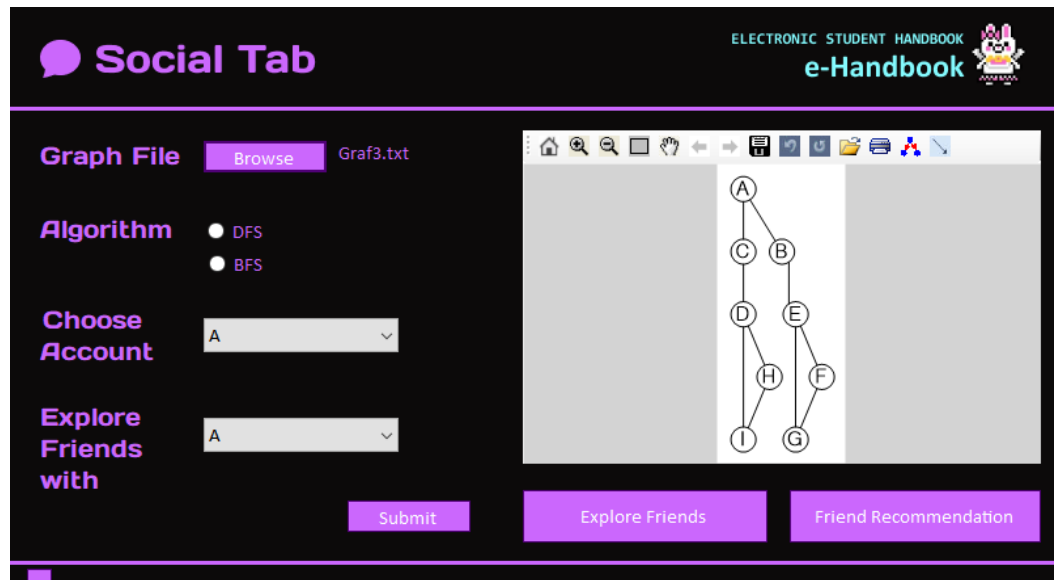 Social Tab
ELECTRONIC STUDENT HANDBOOK
e-Handbook
Graph File
Browse
Graf3.txt
Algorithm
DFS
BFS
Choose
Account
A
Explore
Friends
with
A
Submit
A
C B
D E
H F
I G
Explore Friends
Friend Recommendation